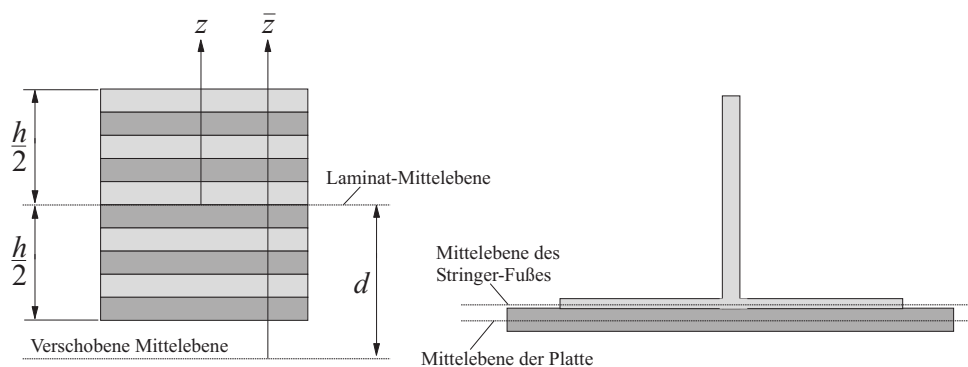 z
z̅
h
2
Laminat-Mittelebene
h
2
d
Verschobene Mittelebene
Mittelebene des
Stringer-Fußes
Mittelebene der Platte